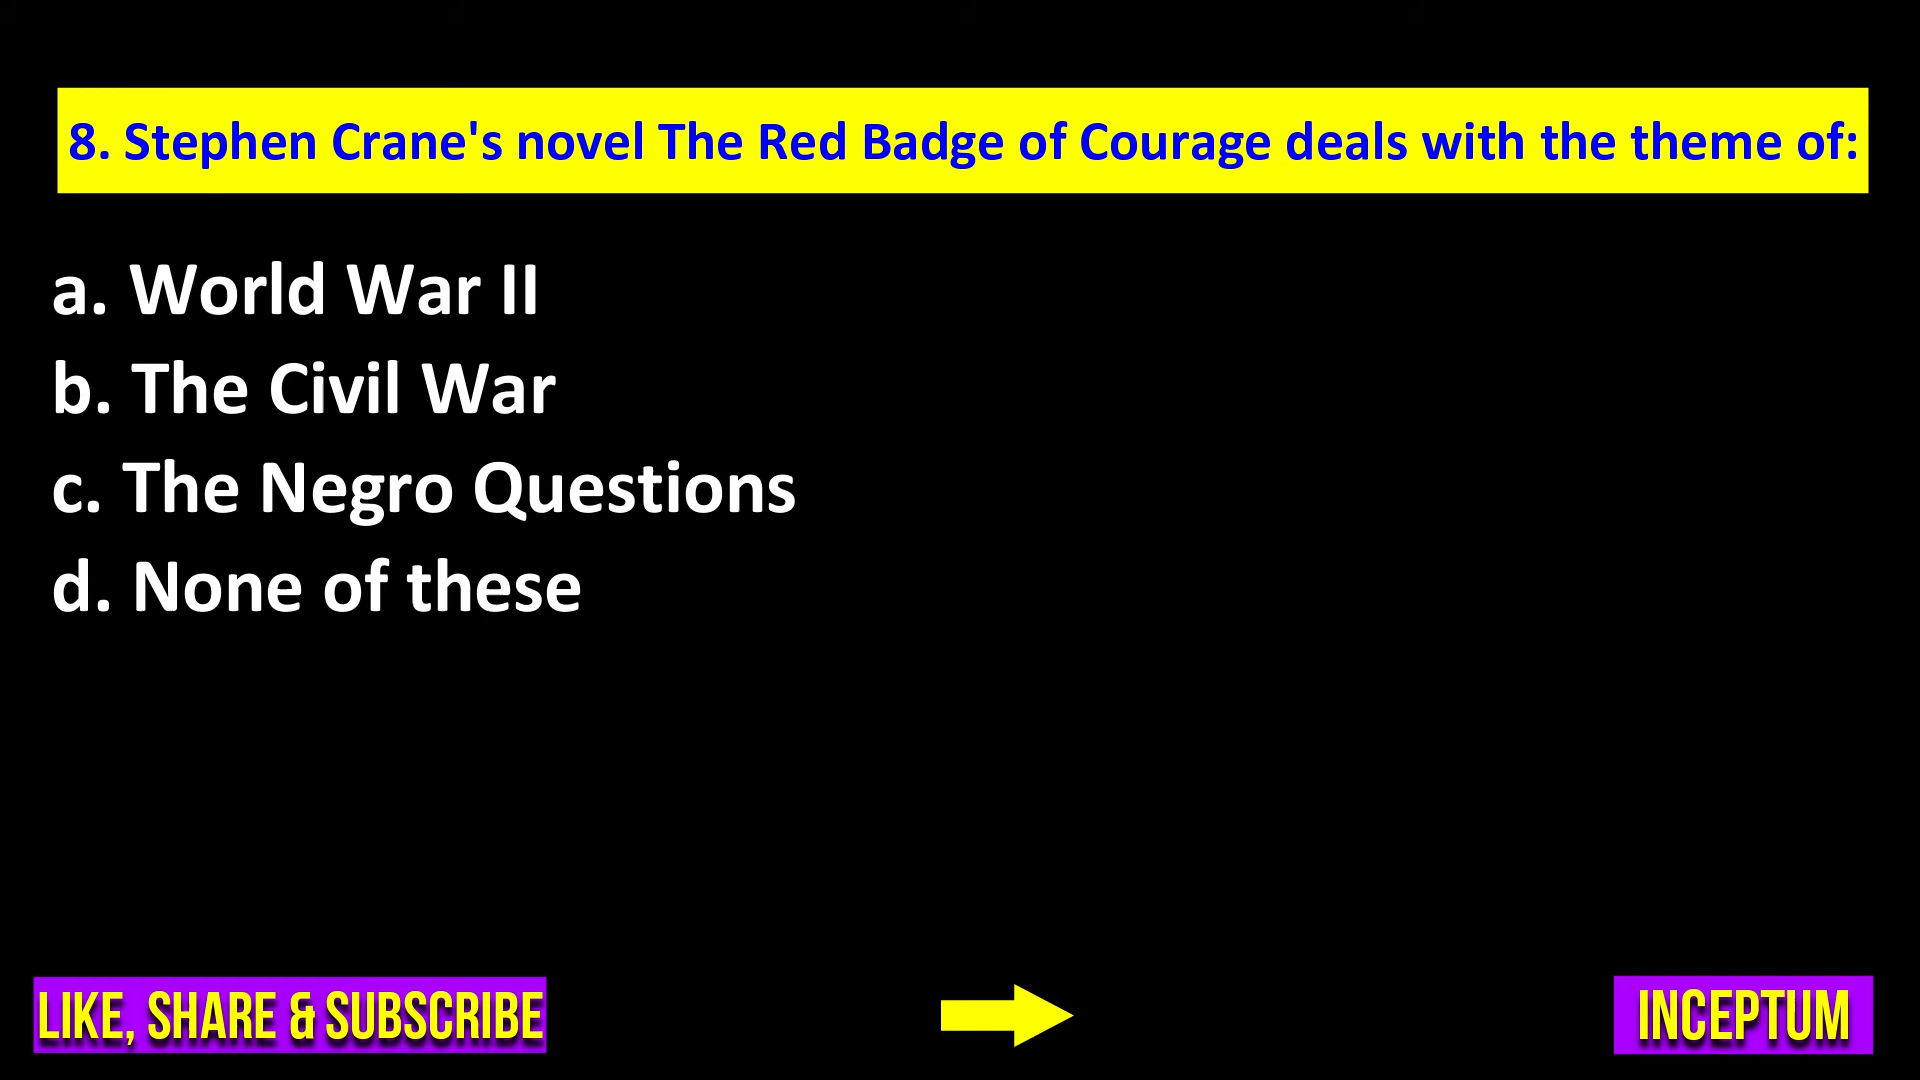 8. Stephen Crane's novel The Red Badge of Courage deals with the theme of:
a. World War II
b. The Civil War
c. The Negro Questions
d. None of these
LIKE, SHARE & SUBSCRIBE
INCEPTUM